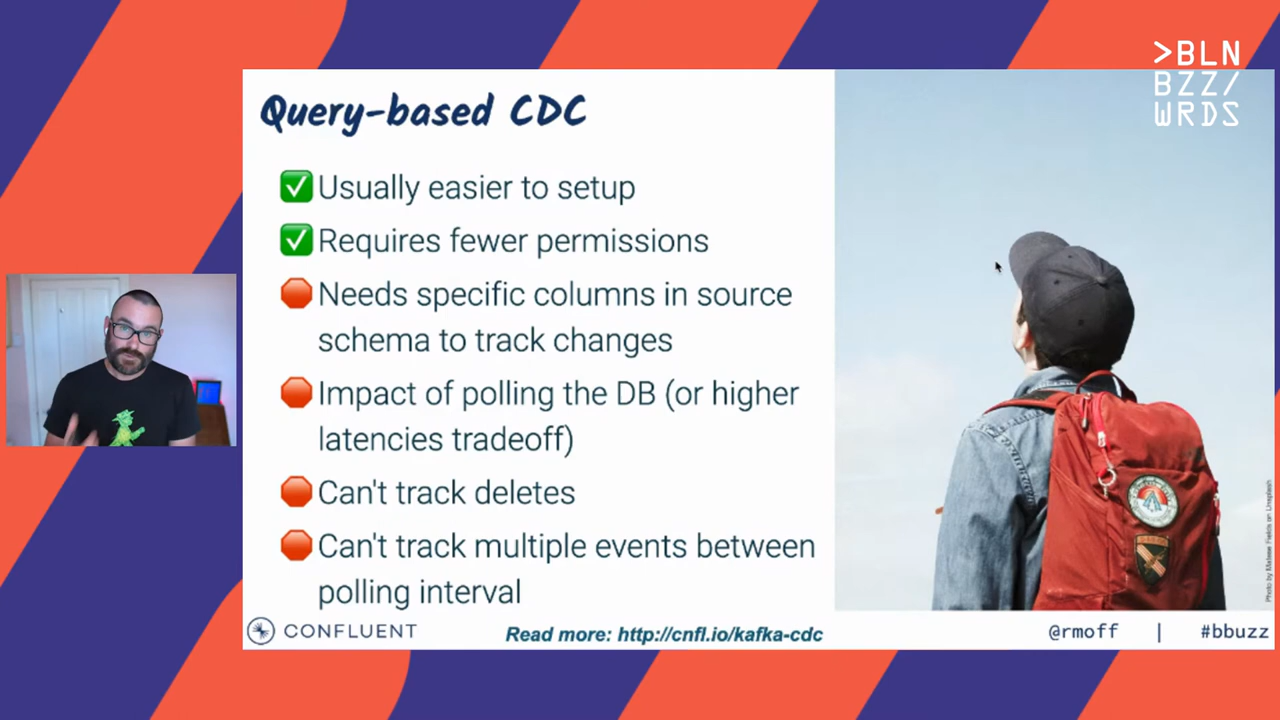 >BLN
BZZ/
WRDS
Query-based CDC
✅ Usually easier to setup
✅ Requires fewer permissions
🛑 Needs specific columns in source
schema to track changes
🛑 Impact of polling the DB (or higher
latencies tradeoff)
🛑 Can't track deletes
🛑 Can't track multiple events between
polling interval
CONFLUENT
Read more: http://cnfl.io/kafka-cdc
@rmoff | #bbuzz